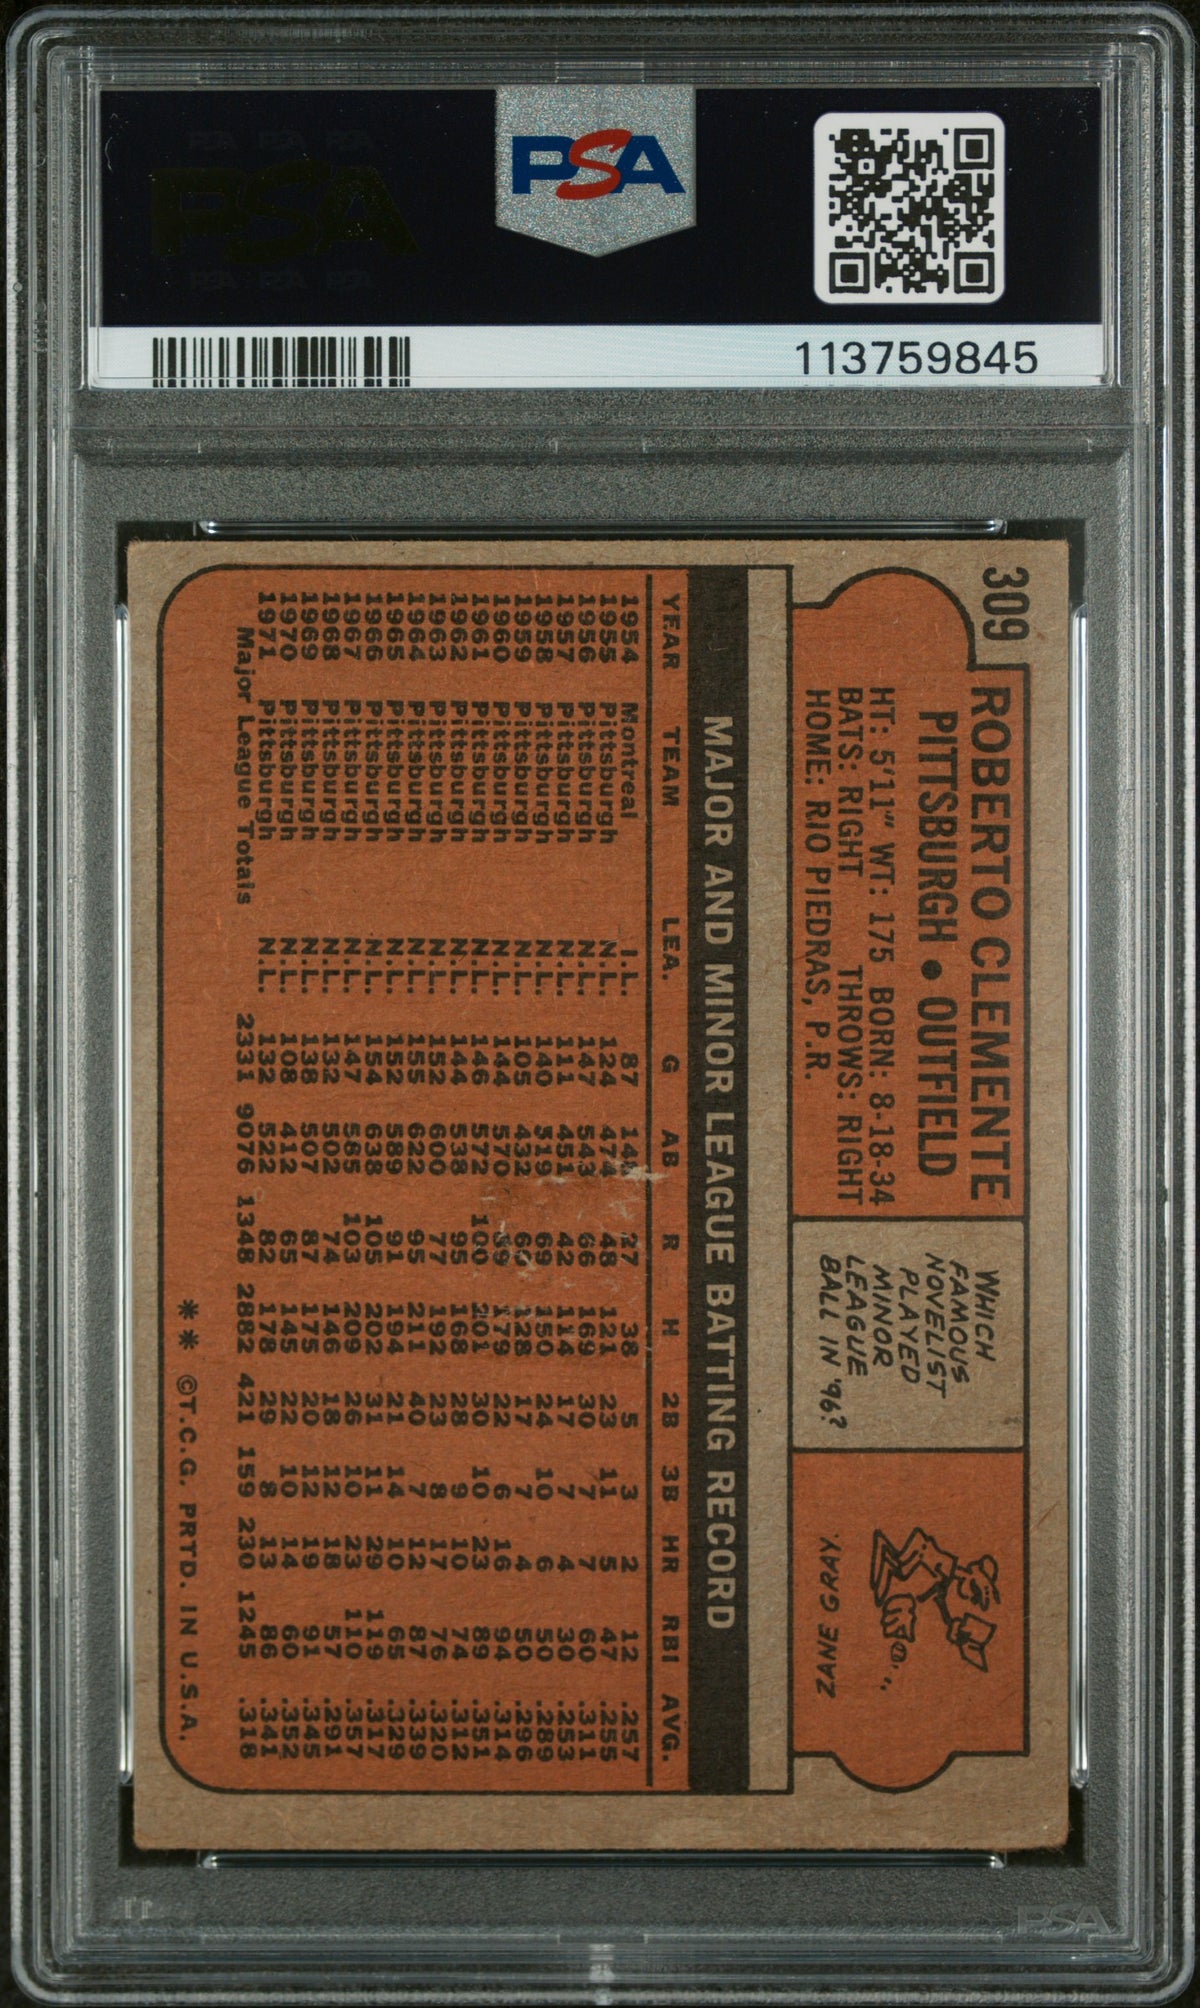 PSA PSA PSA
PSA
PSA PSA PSA
PSA
113759845
309
ROBERTO CLEMENTE
PITTSBURGH • OUTFIELD
HT: 5'11" WT: 175 BORN: 8-18-34
BATS: RIGHT THROWS: RIGHT
HOME: RIO PIEDRAS, P.R.
WHICH
FAMOUS
NOVELIST
PLAYED
MINOR
LEAGUE
BALL IN '96?
ZANE GRAY.
MAJOR AND MINOR LEAGUE BATTING RECORD
YEAR TEAM LEA. G AB R H 2B 3B HR RBI AVG.
1954 Montreal I.L. 87 148 27 38 5 3 2 12 .257
1955 Pittsburgh N.L. 124 474 48 121 23 11 5 47 .255
1956 Pittsburgh N.L. 147 543 66 169 30 7 7 60 .311
1957 Pittsburgh N.L. 111 451 42 114 17 7 4 30 .253
1958 Pittsburgh N.L. 140 519 69 150 24 10 6 50 .289
1959 Pittsburgh N.L. 105 432 60 128 17 7 4 50 .296
1960 Pittsburgh N.L. 144 570 89 179 22 6 16 94 .314
1961 Pittsburgh N.L. 146 572 100 201 30 10 23 89 .351
1962 Pittsburgh N.L. 144 538 95 168 28 9 10 74 .312
1963 Pittsburgh N.L. 152 600 77 192 23 8 17 76 .320
1964 Pittsburgh N.L. 155 622 95 211 40 7 12 87 .339
1965 Pittsburgh N.L. 152 589 91 194 21 14 10 65 .329
1966 Pittsburgh N.L. 154 638 105 202 31 11 29 119 .317
1967 Pittsburgh N.L. 147 585 103 209 26 10 23 110 .357
1968 Pittsburgh N.L. 132 502 74 146 18 12 18 57 .291
1969 Pittsburgh N.L. 138 507 87 175 20 12 19 91 .345
1970 Pittsburgh N.L. 108 412 65 145 22 10 14 60 .352
1971 Pittsburgh N.L. 132 522 82 178 29 8 13 86 .341
Major League Totals 2331 9076 1348 2882 421 159 230 1245 .318
** ©T.C.G. PRTD. IN U.S.A.
PSA